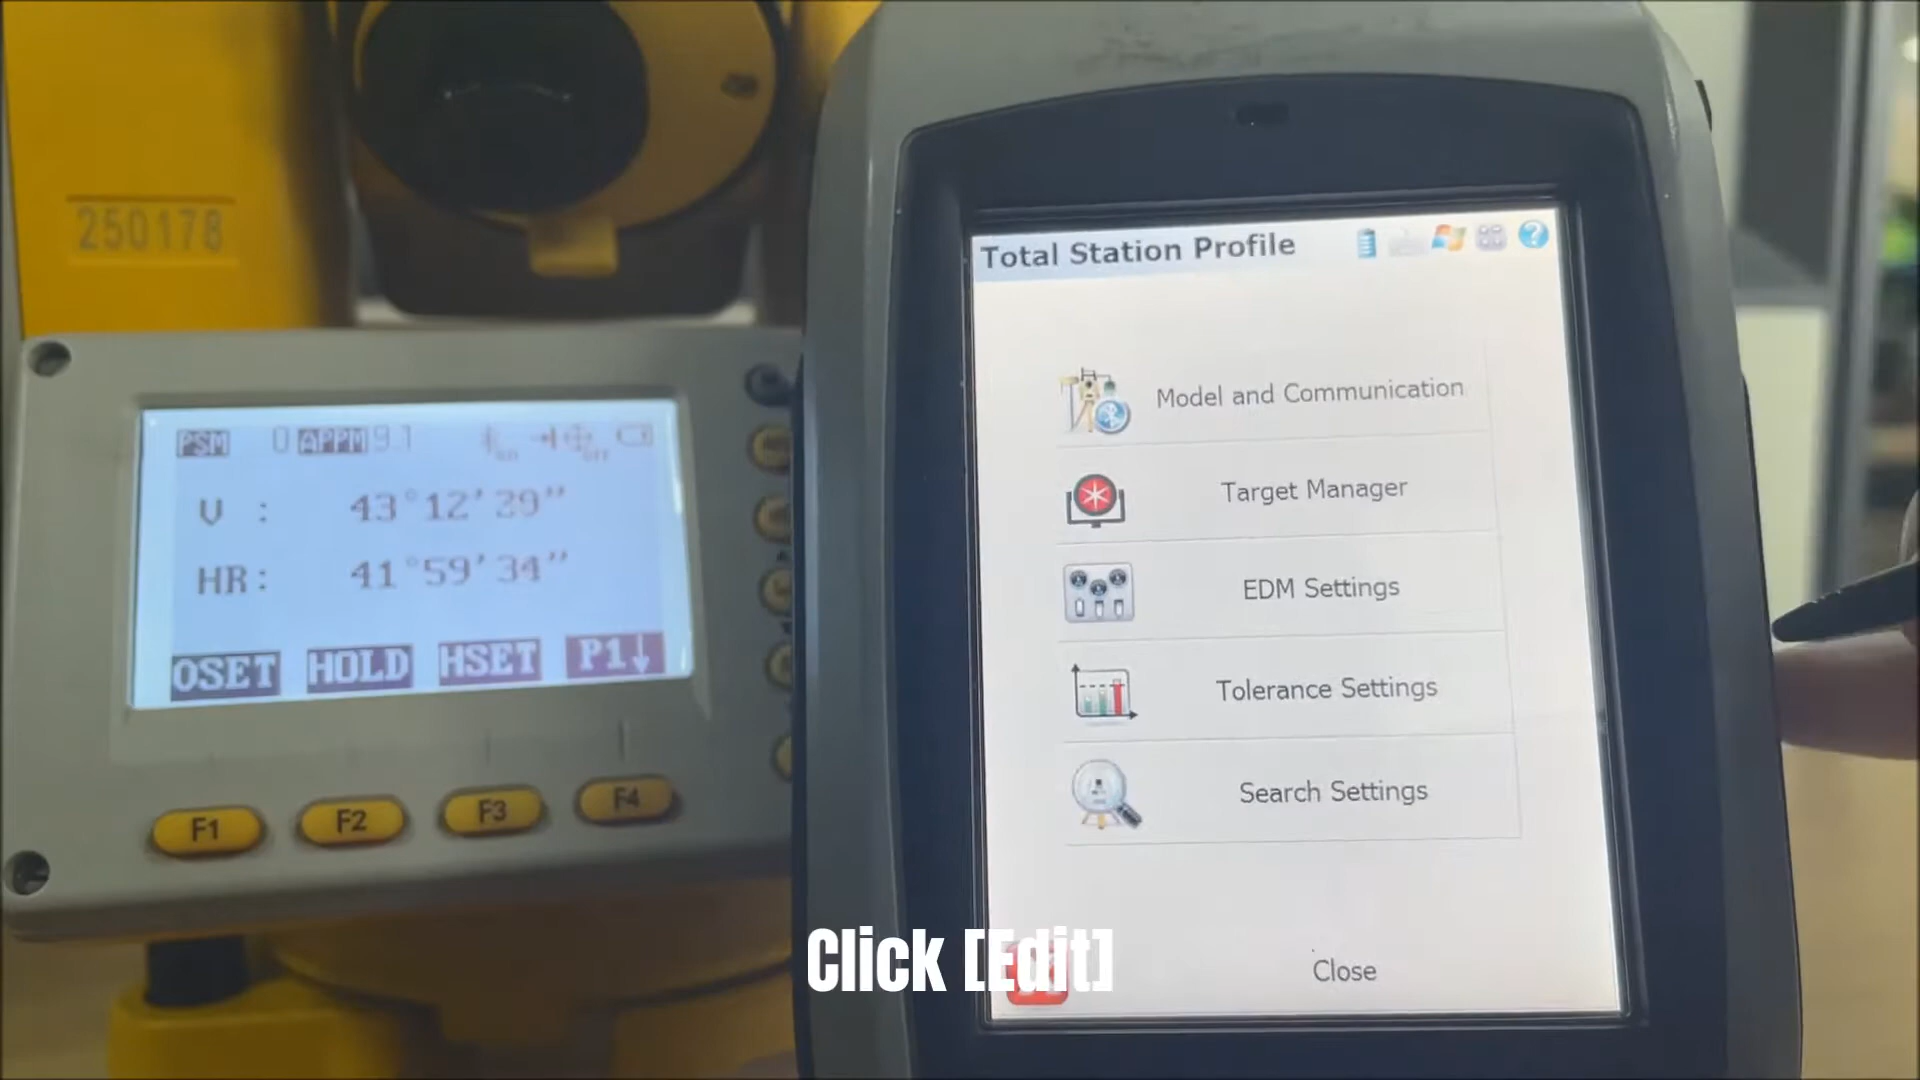 250178
PSM 0 APPM 9.1
V : 43°12'39"
HR: 41°59'34"
OSET HOLD HSET P1↓
F1 F2 F3 F4
Total Station Profile
Model and Communication
Target Manager
EDM Settings
Tolerance Settings
Search Settings
Close
Click [Edit]